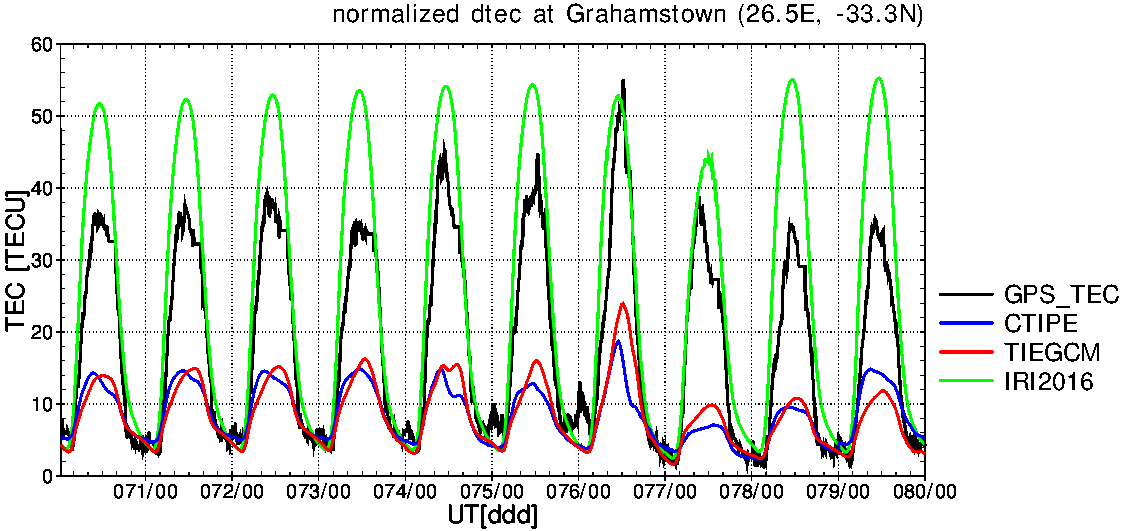 normalized dtec at Grahamstown (26.5E, -33.3N)
60
50
40
30
20
10
0
TEC [TECU]
071/00 072/00 073/00 074/00 075/00 076/00 077/00 078/00 079/00 080/00
UT[ddd]
GPS_TEC
CTIPE
TIEGCM
IRI2016